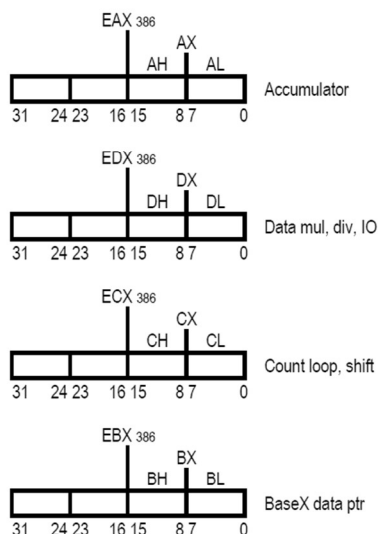 EAX 386
AX
AH AL
Accumulator
31 24 23 16 15 8 7 0
EDX 386
DX
DH DL
Data mul, div, IO
31 24 23 16 15 8 7 0
ECX 386
CX
CH CL
Count loop, shift
31 24 23 16 15 8 7 0
EBX 386
BX
BH BL
BaseX data ptr
31 24 23 16 15 8 7 0